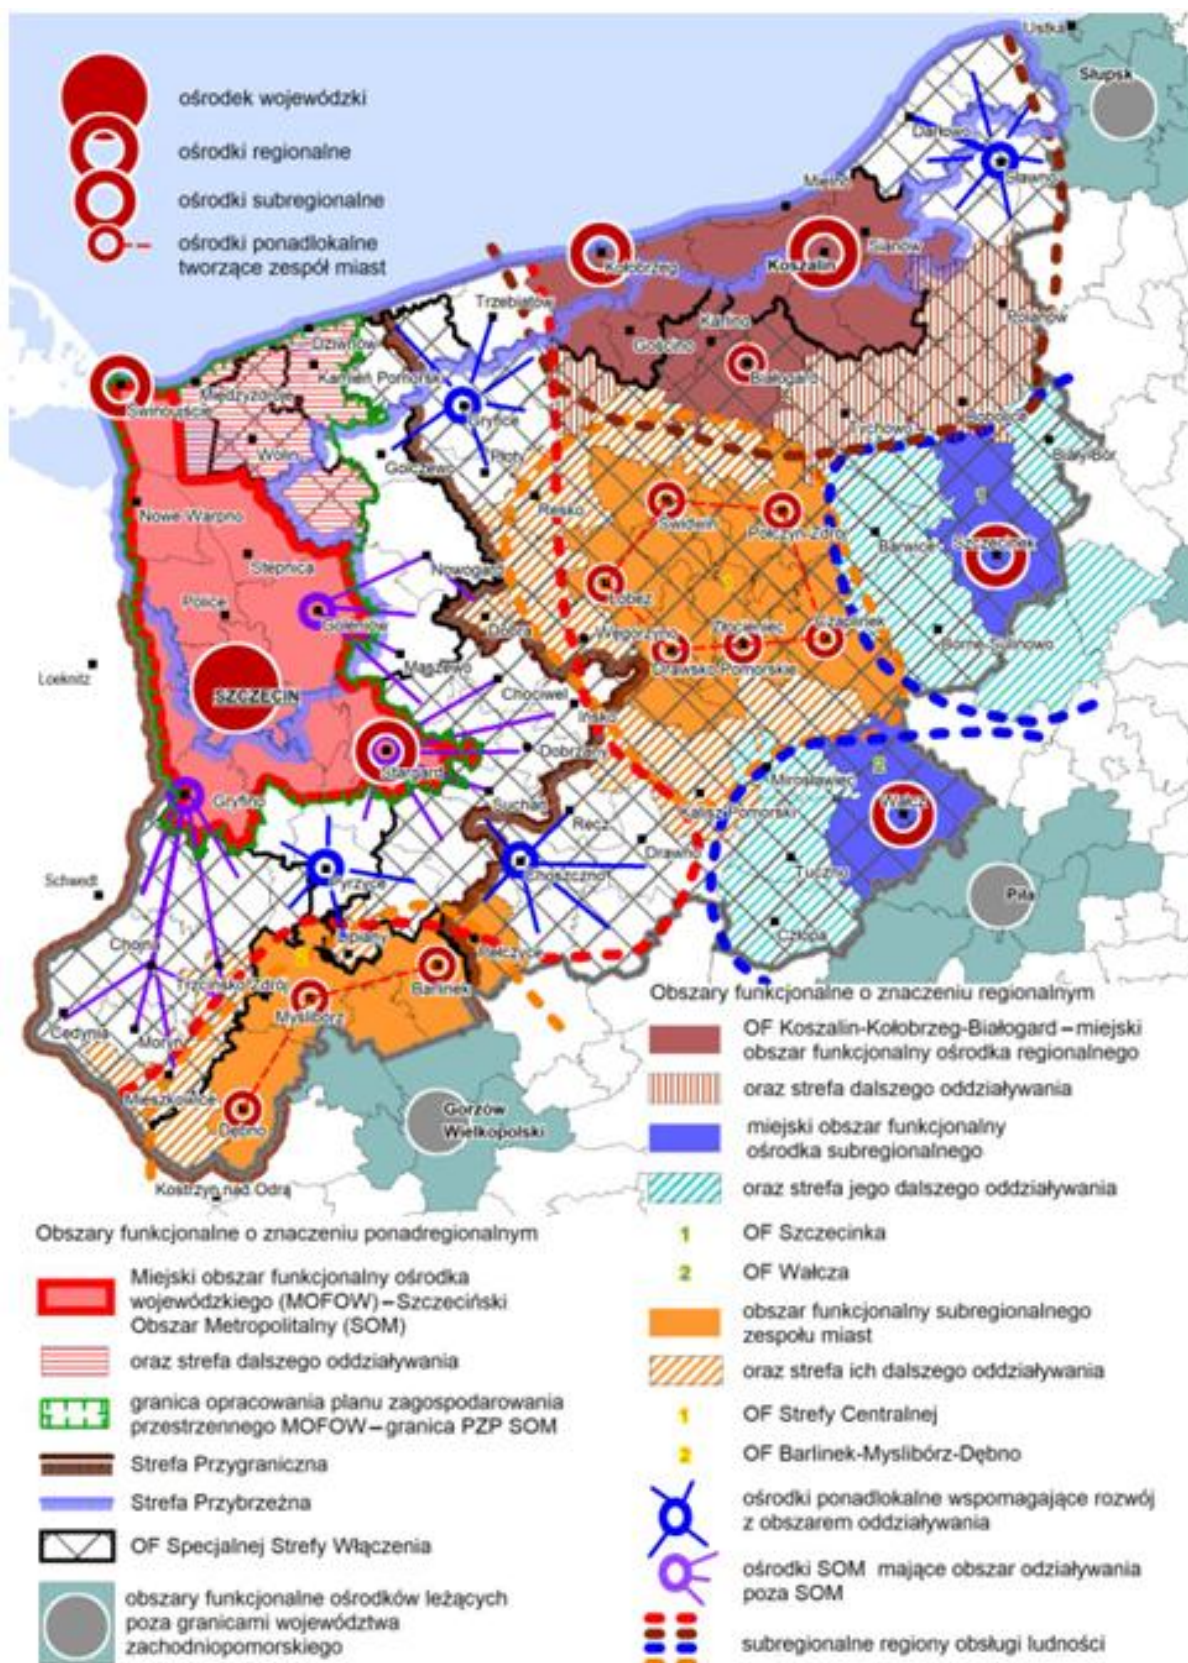 Ustka
Słupsk
ośrodek wojewódzki
ośrodki regionalne
ośrodki subregionalne
ośrodki ponadlokalne
tworzące zespół miast
Darłowo
Sławno
Mielno
Sianów
Kołobrzeg
Koszalin
Trzebiatów
Polanów
Karlino
Gościno
Białogard
Dziwnów
Kamień Pomorski
Międzyzdroje
Świnoujście
Gryfice
Tychowo
Bobolice
Biały Bór
Wolin
Golczewo
Płoty
Resko
Nowe Warpno
Świdwin
Połczyn-Zdrój
1
Barwice
Szczecinek
Stepnica
Nowogard
Police
Goleniów
Łobez
Dobra
Węgorzyno
Złocieniec
Czaplinek
Borne-Sulinowo
Maszewo
Drawsko Pomorskie
Loeknitz
SZCZECIN
Chociwel
Ińsko
Stargard
Dobrzany
Mirosławiec
2
Wałcz
Gryfino
Suchań
Recz
Kalisz Pomorski
Drawno
Pyrzyce
Choszczno
Tuczno
Schwedt
Piła
Człopa
Chojna
Lipiany
Pełczyce
Trzcińsko Zdrój
Barlinek
Myślibórz
Cedynia
Moryń
Mieszkowice
Dębno
Gorzów
Wielkopolski
Kostrzyn nad Odrą
Obszary funkcjonalne o znaczeniu regionalnym
OF Koszalin-Kołobrzeg-Białogard – miejski
obszar funkcjonalny ośrodka regionalnego
oraz strefa dalszego oddziaływania
miejski obszar funkcjonalny
ośrodka subregionalnego
oraz strefa jego dalszego oddziaływania
1 OF Szczecinka
2 OF Wałcza
obszar funkcjonalny subregionalnego
zespołu miast
oraz strefa ich dalszego oddziaływania
1 OF Strefy Centralnej
2 OF Barlinek-Myslibórz-Dębno
ośrodki ponadlokalne wspomagające rozwój
z obszarem oddziaływania
ośrodki SOM mające obszar odziaływania
poza SOM
subregionalne regiony obsługi ludności
Obszary funkcjonalne o znaczeniu ponadregionalnym
Miejski obszar funkcjonalny ośrodka
wojewódzkiego (MOFOW) – Szczeciński
Obszar Metropolitalny (SOM)
oraz strefa dalszego oddziaływania
granica opracowania planu zagospodarowania
przestrzennego MOFOW – granica PZP SOM
Strefa Przygraniczna
Strefa Przybrzeżna
OF Specjalnej Strefy Włączenia
obszary funkcjonalne ośrodków leżących
poza granicami województwa
zachodniopomorskiego